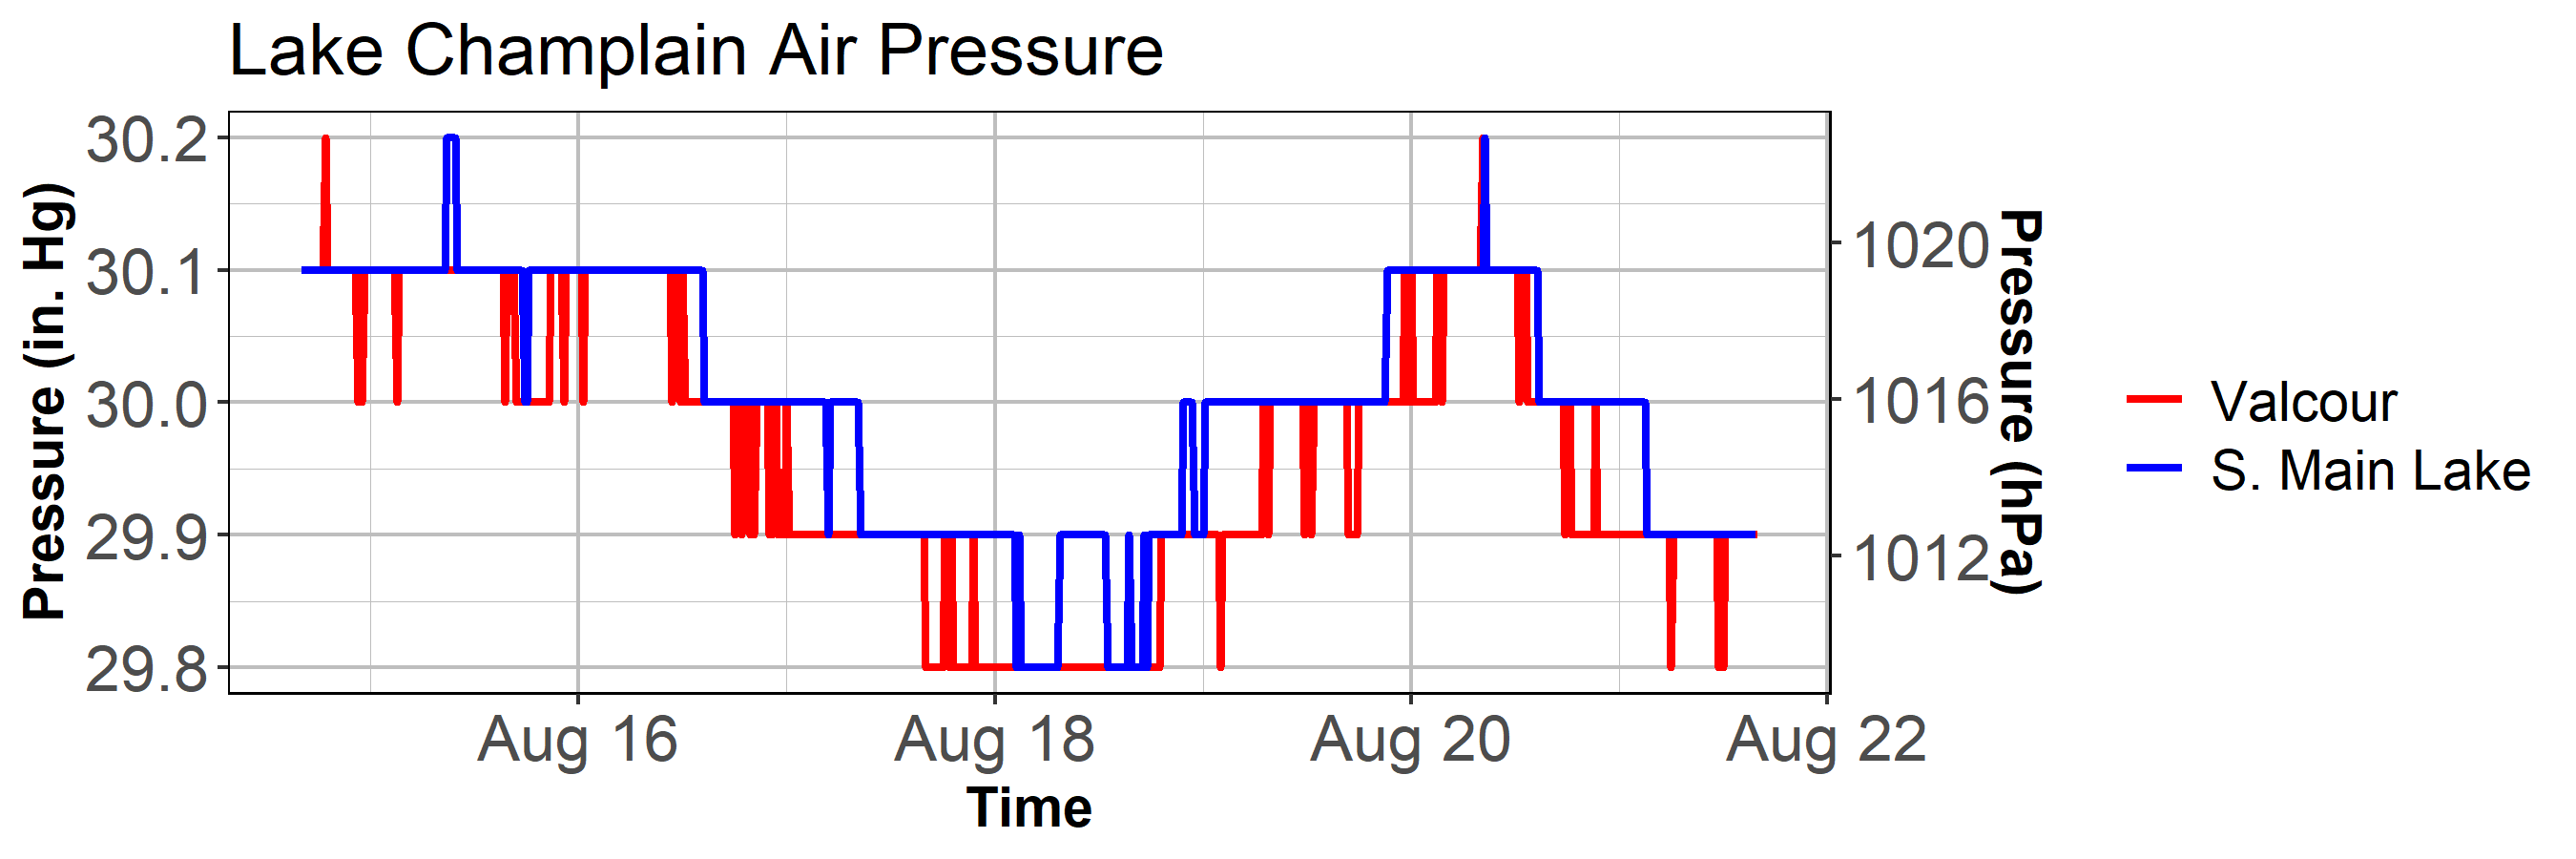 Lake Champlain Air Pressure
Pressure (in. Hg)
30.2
30.1
30.0
29.9
29.8
1020
1016
1012
Pressure (hPa)
Valcour
S. Main Lake
Aug 16
Aug 18
Aug 20
Aug 22
Time